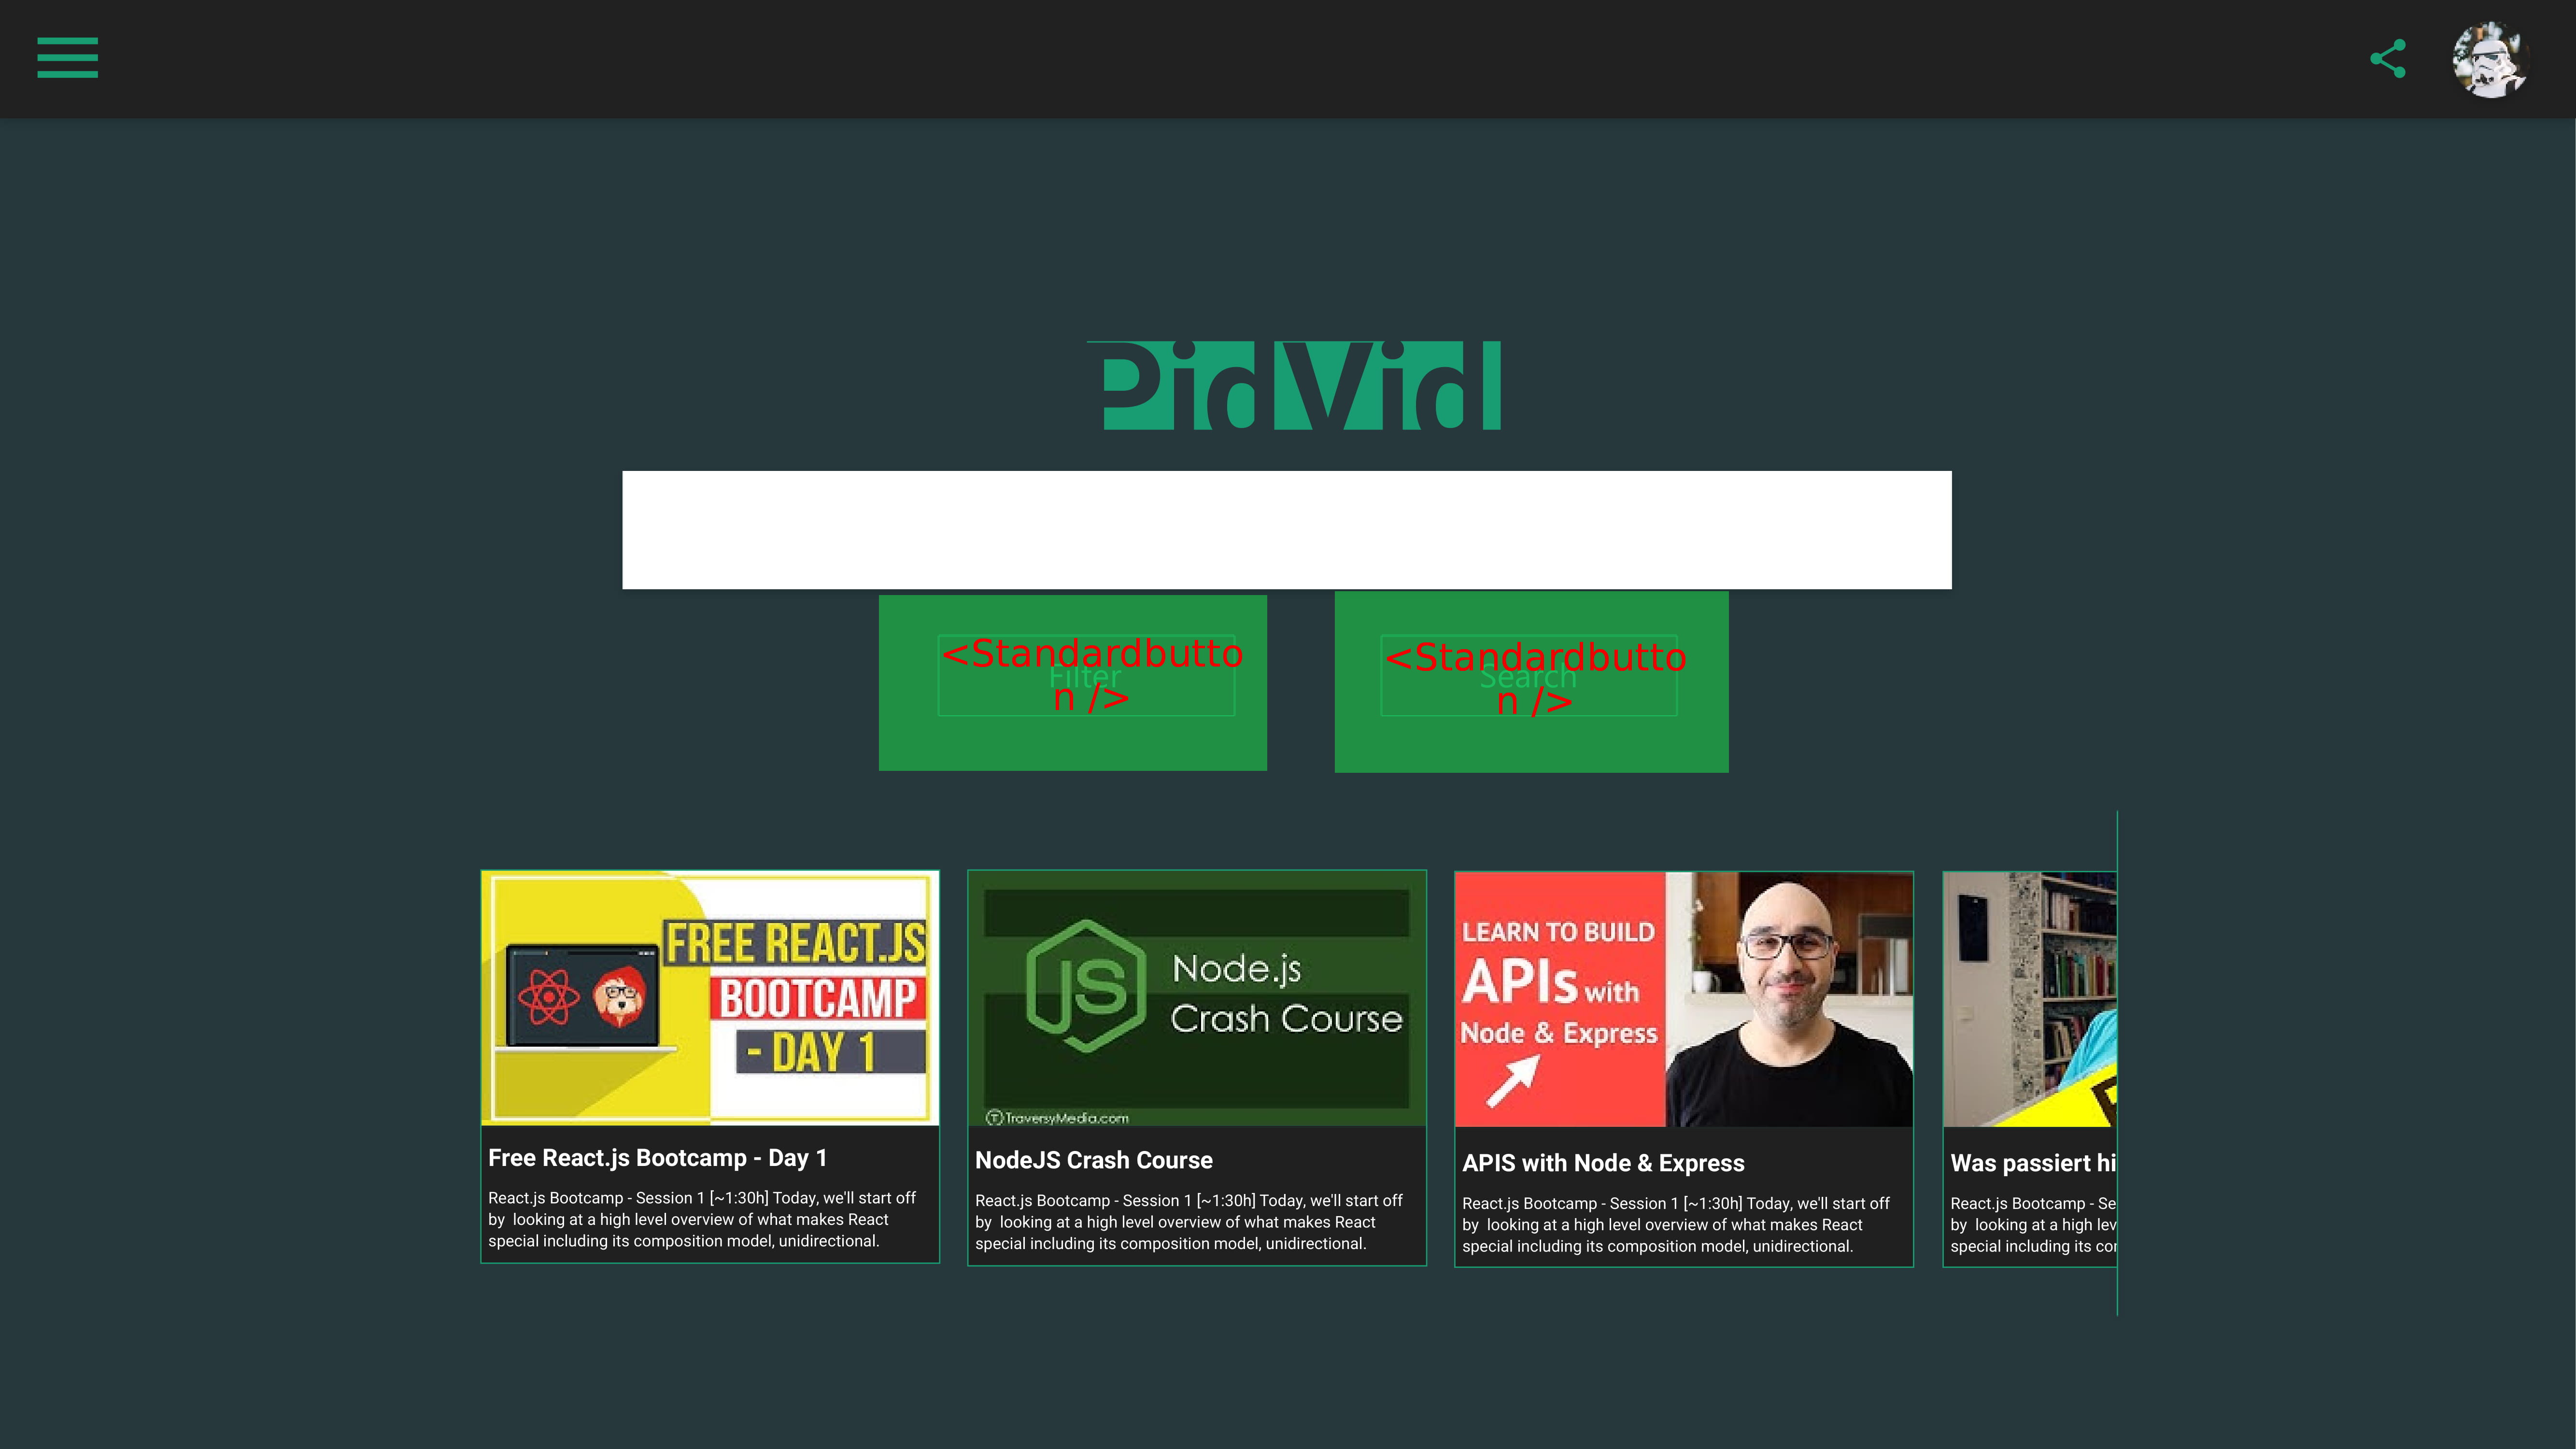 PidVid
<Standardbutto
n />
Filter
<Standardbutto
n />
Search
FREE REACT.JS
BOOTCAMP
- DAY 1
Free React.js Bootcamp - Day 1
React.js Bootcamp - Session 1 [~1:30h] Today, we'll start off
by  looking at a high level overview of what makes React
special including its composition model, unidirectional.
JS
Node.js
Crash Course
TraversyMedia.com
NodeJS Crash Course
React.js Bootcamp - Session 1 [~1:30h] Today, we'll start off
by  looking at a high level overview of what makes React
special including its composition model, unidirectional.
LEARN TO BUILD
APIs with
Node & Express
APIS with Node & Express
React.js Bootcamp - Session 1 [~1:30h] Today, we'll start off
by  looking at a high level overview of what makes React
special including its composition model, unidirectional.
Was passiert hi
React.js Bootcamp - Se
by  looking at a high lev
special including its